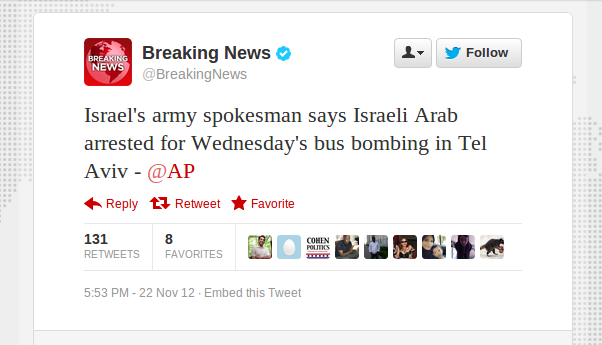 BREAKING
NEWS
Breaking News
@BreakingNews
Follow
Israel's army spokesman says Israeli Arab
arrested for Wednesday's bus bombing in Tel
Aviv - @AP
Reply Retweet Favorite
131
RETWEETS
8
FAVORITES
COHEN
POLITICS
5:53 PM - 22 Nov 12 · Embed this Tweet